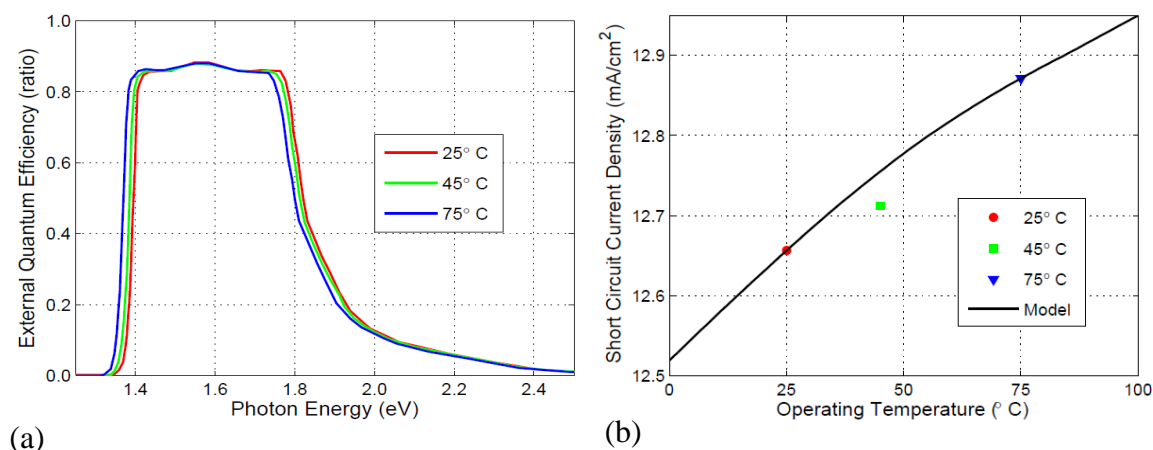 1.0
0.8
0.6
0.4
0.2
0.0
External Quantum Efficiency (ratio)
25° C
45° C
75° C
1.4 1.6 1.8 2.0 2.2 2.4
Photon Energy (eV)
(a)
12.9
12.8
12.7
12.6
12.5
Short Circuit Current Density (mA/cm²)
25° C
45° C
75° C
Model
0 25 50 75 100
Operating Temperature (° C)
(b)